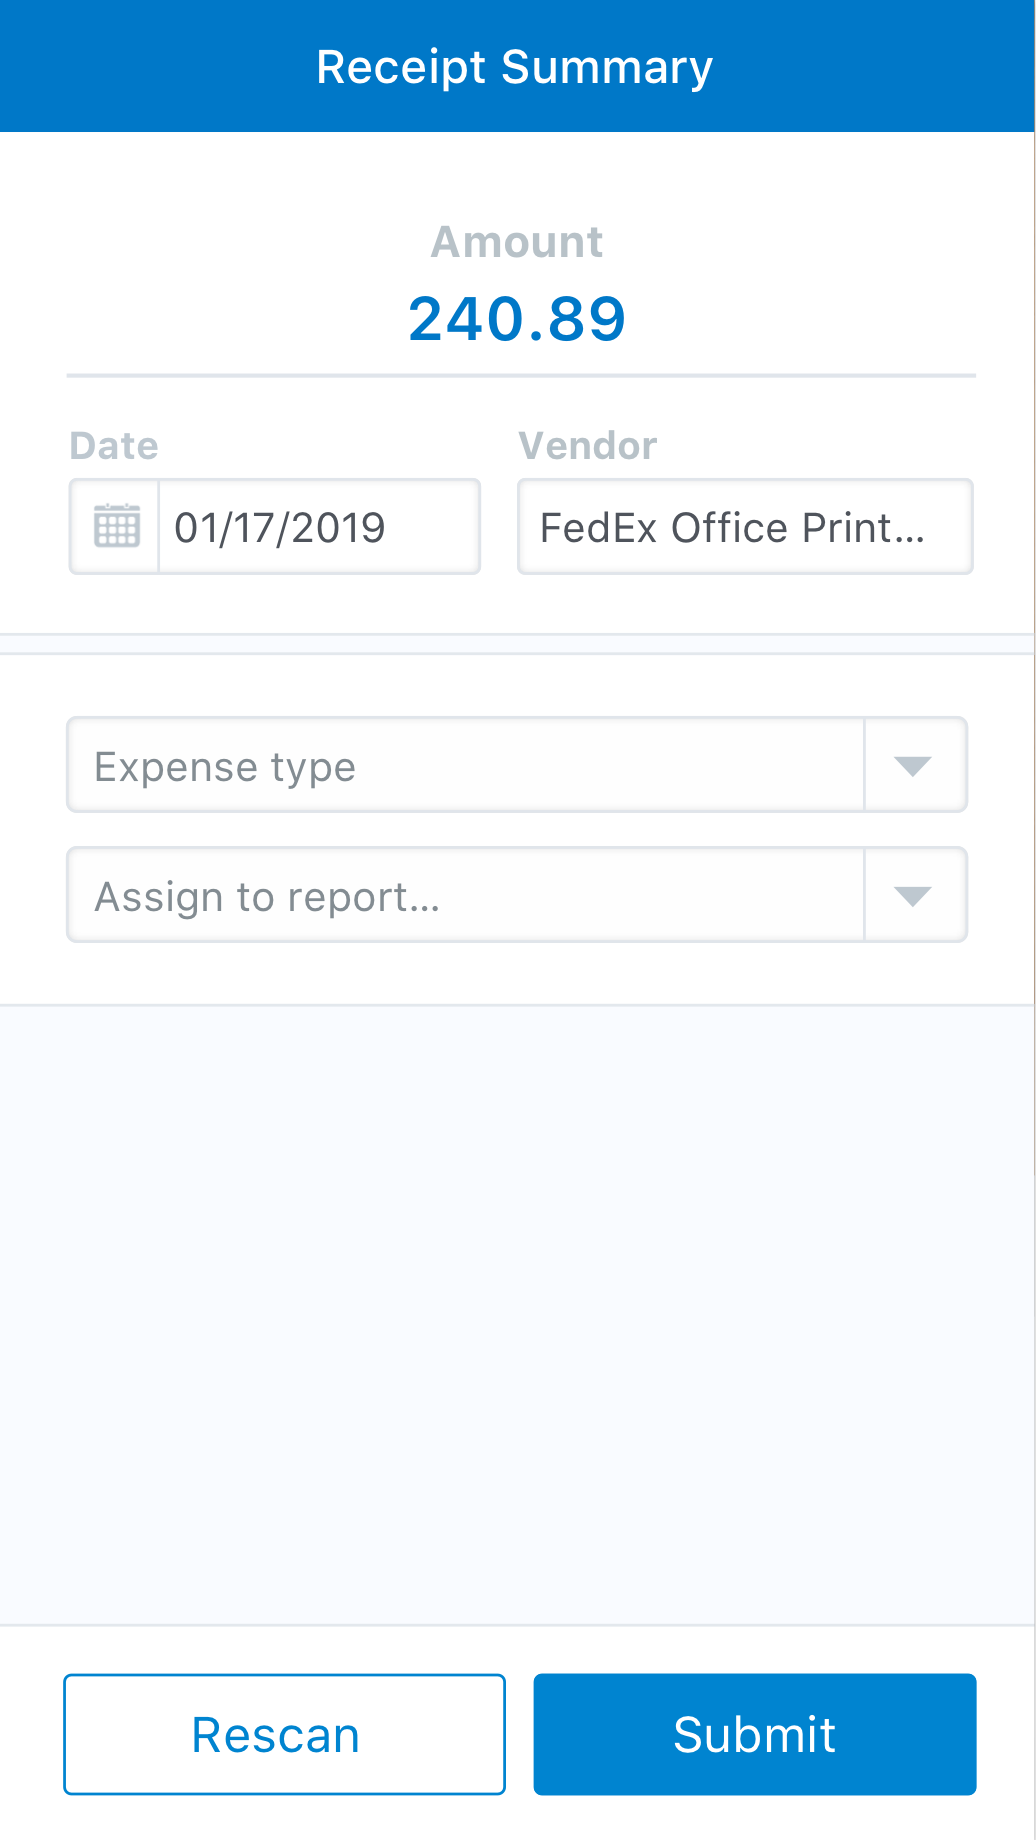 Receipt Summary
Amount
240.89
Date
Vendor
01/17/2019
FedEx Office Print...
Expense type
Assign to report...
Rescan
Submit